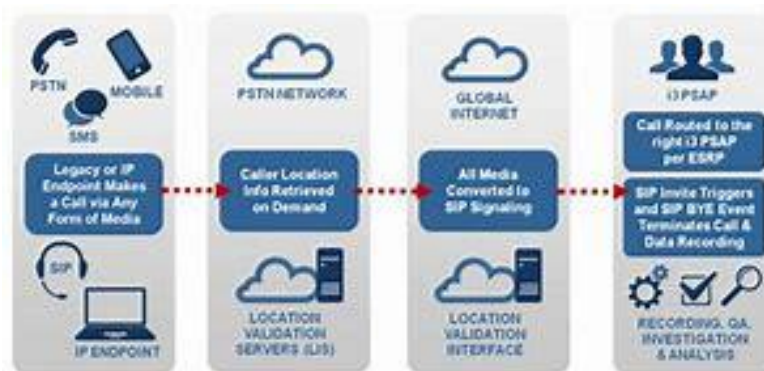 PSTN
MOBILE
SMS
Legacy or IP
Endpoint Makes
a Call via Any
Form of Media
SIP
IP ENDPOINT
PSTN NETWORK
Caller Location
Info Retrieved
on Demand
LOCATION
VALIDATION
SERVERS (LIS)
GLOBAL
INTERNET
All Media
Converted to
SIP Signaling
LOCATION
VALIDATION
INTERFACE
i3 PSAP
Call Routed to the
right i3 PSAP
per ESRP
SIP Invite Triggers
and SIP BYE Event
Terminates Call &
Data Recording
RECORDING, QA,
INVESTIGATION
& ANALYSIS